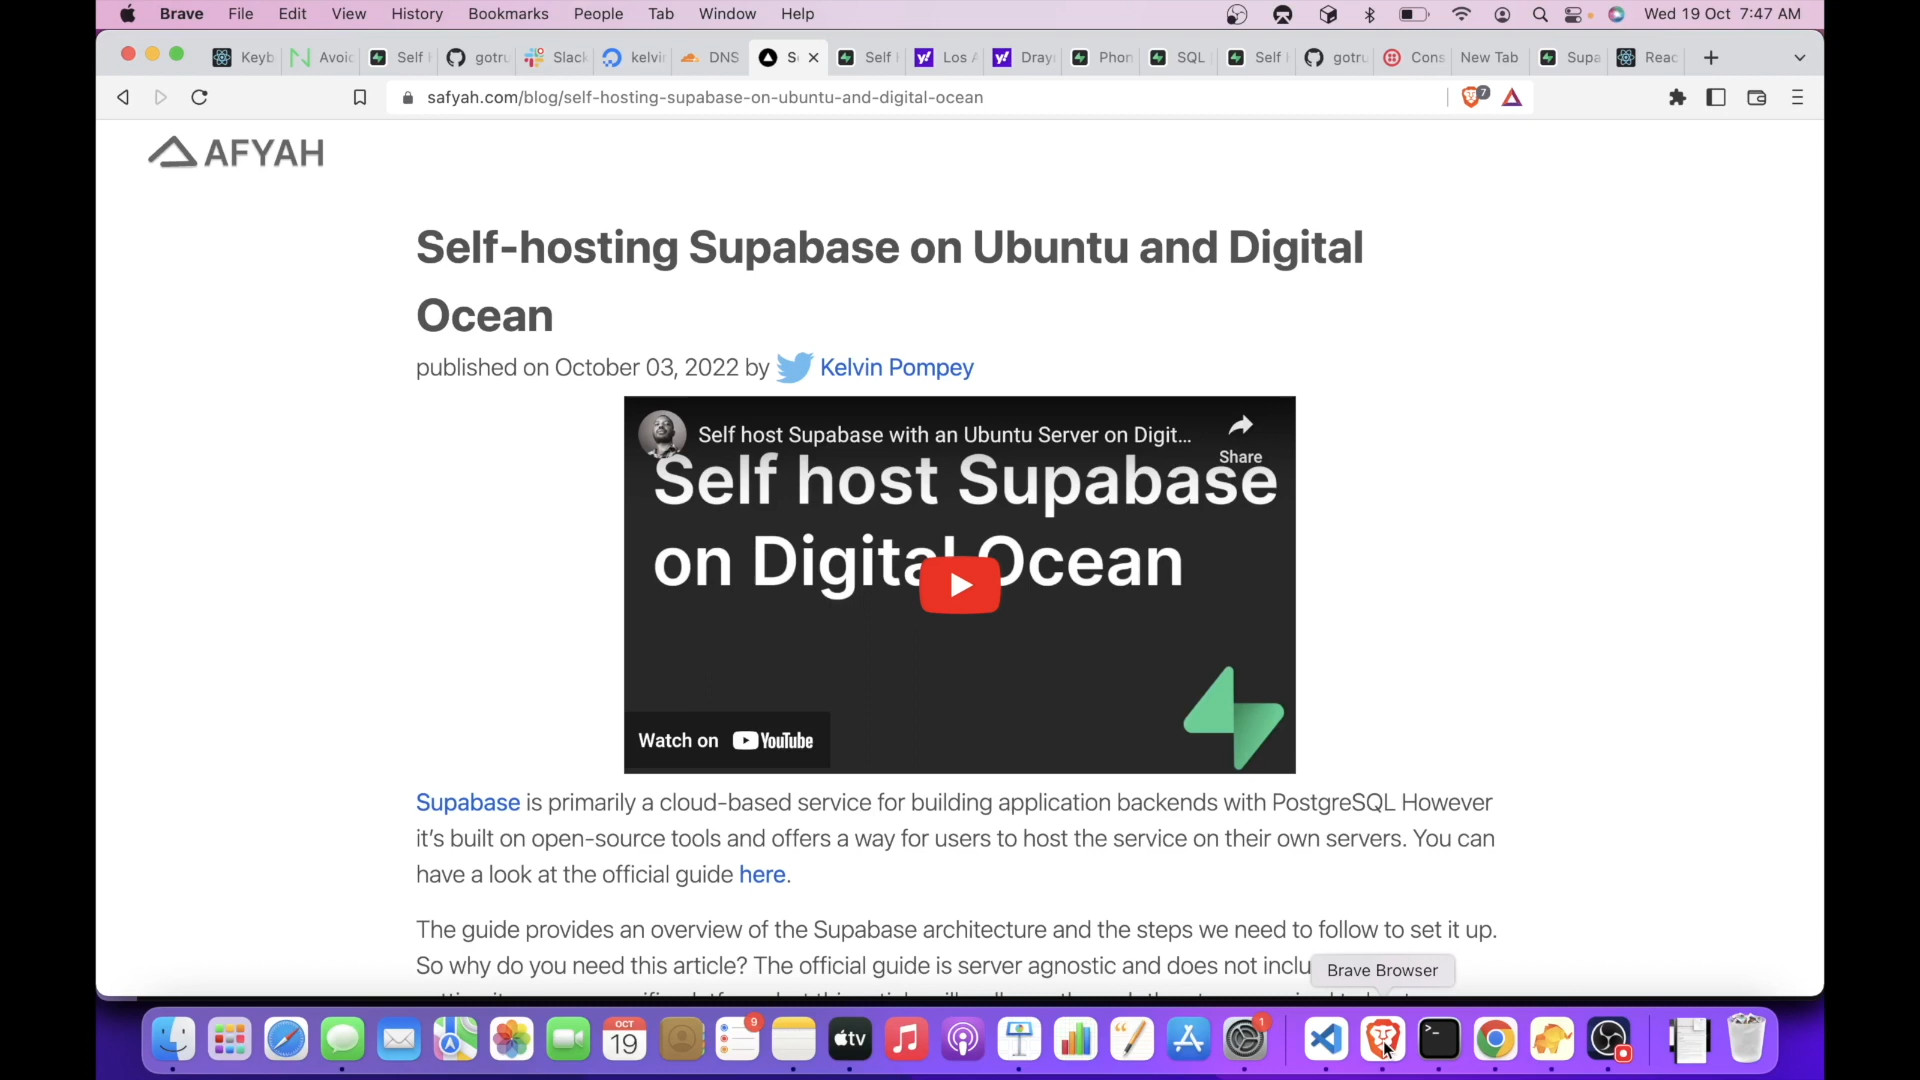 Brave File Edit View History Bookmarks People Tab Window Help Wed 19 Oct 7:47 AM
Keyb Avoid Self gotru Slack kelvin DNS S Self Los A Dray Phon SQL Self gotru Cons New Tab Supa Reac
safyah.com/blog/self-hosting-supabase-on-ubuntu-and-digital-ocean 7
AFYAH
Self-hosting Supabase on Ubuntu and Digital
Ocean
published on October 03, 2022 by Kelvin Pompey
Self host Supabase with an Ubuntu Server on Digit...
Share
Self host Supabase
on Digital Ocean
Watch on YouTube
Supabase is primarily a cloud-based service for building application backends with PostgreSQL However
it's built on open-source tools and offers a way for users to host the service on their own servers. You can
have a look at the official guide here.
The guide provides an overview of the Supabase architecture and the steps we need to follow to set it up.
So why do you need this article? The official guide is server agnostic and does not inclu
Brave Browser
OCT
19
9
tv
1